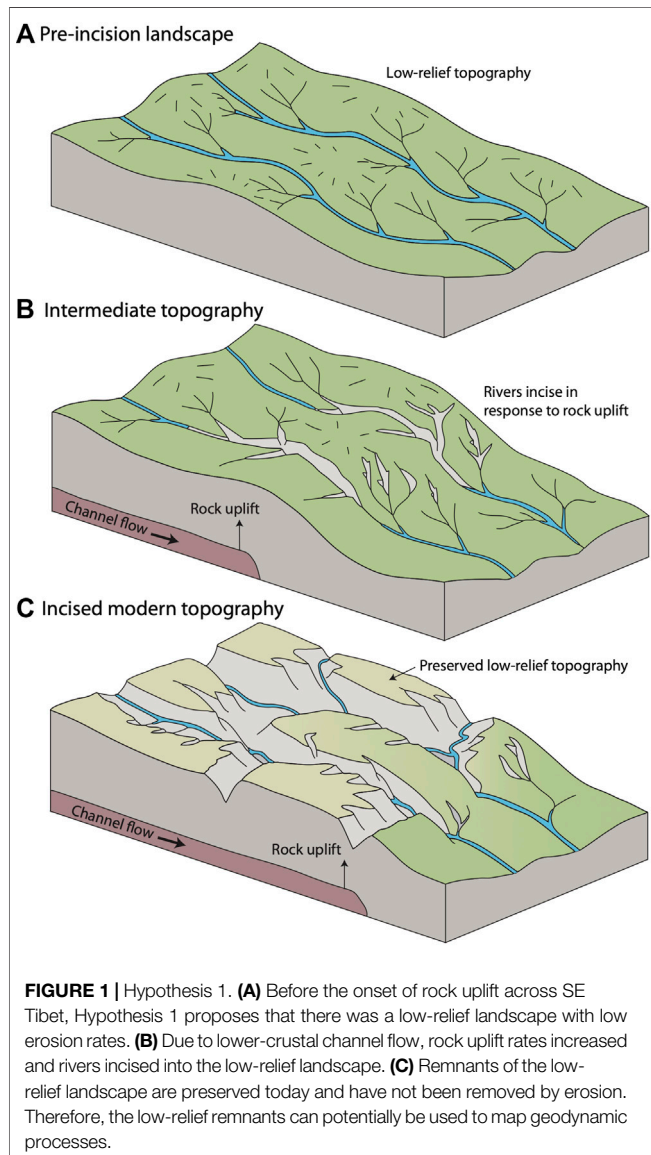 A Pre-incision landscape
Low-relief topography
B Intermediate topography
Rivers incise in
response to rock uplift
Rock uplift
Channel flow
C Incised modern topography
Preserved low-relief topography
Channel flow
Rock uplift
FIGURE 1 | Hypothesis 1. (A) Before the onset of rock uplift across SE
Tibet, Hypothesis 1 proposes that there was a low-relief landscape with low
erosion rates. (B) Due to lower-crustal channel flow, rock uplift rates increased
and rivers incised into the low-relief landscape. (C) Remnants of the low-
relief landscape are preserved today and have not been removed by erosion.
Therefore, the low-relief remnants can potentially be used to map geodynamic
processes.